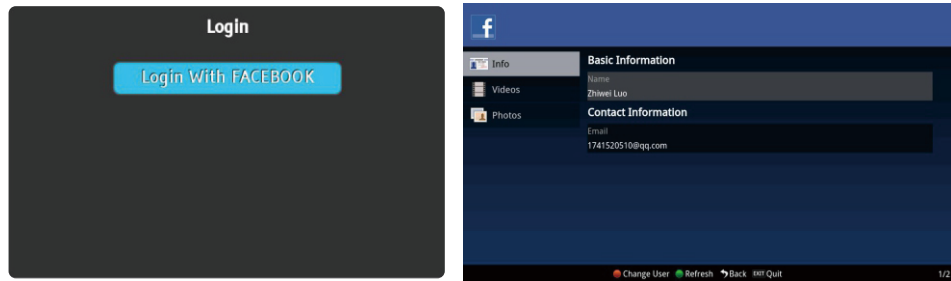 Login
Login With FACEBOOK
f
Info
Videos
Photos
Basic Information
Name
Zhiwei Luo
Contact Information
Email
1741520510@qq.com
Change User Refresh Back EXIT Quit 1/2